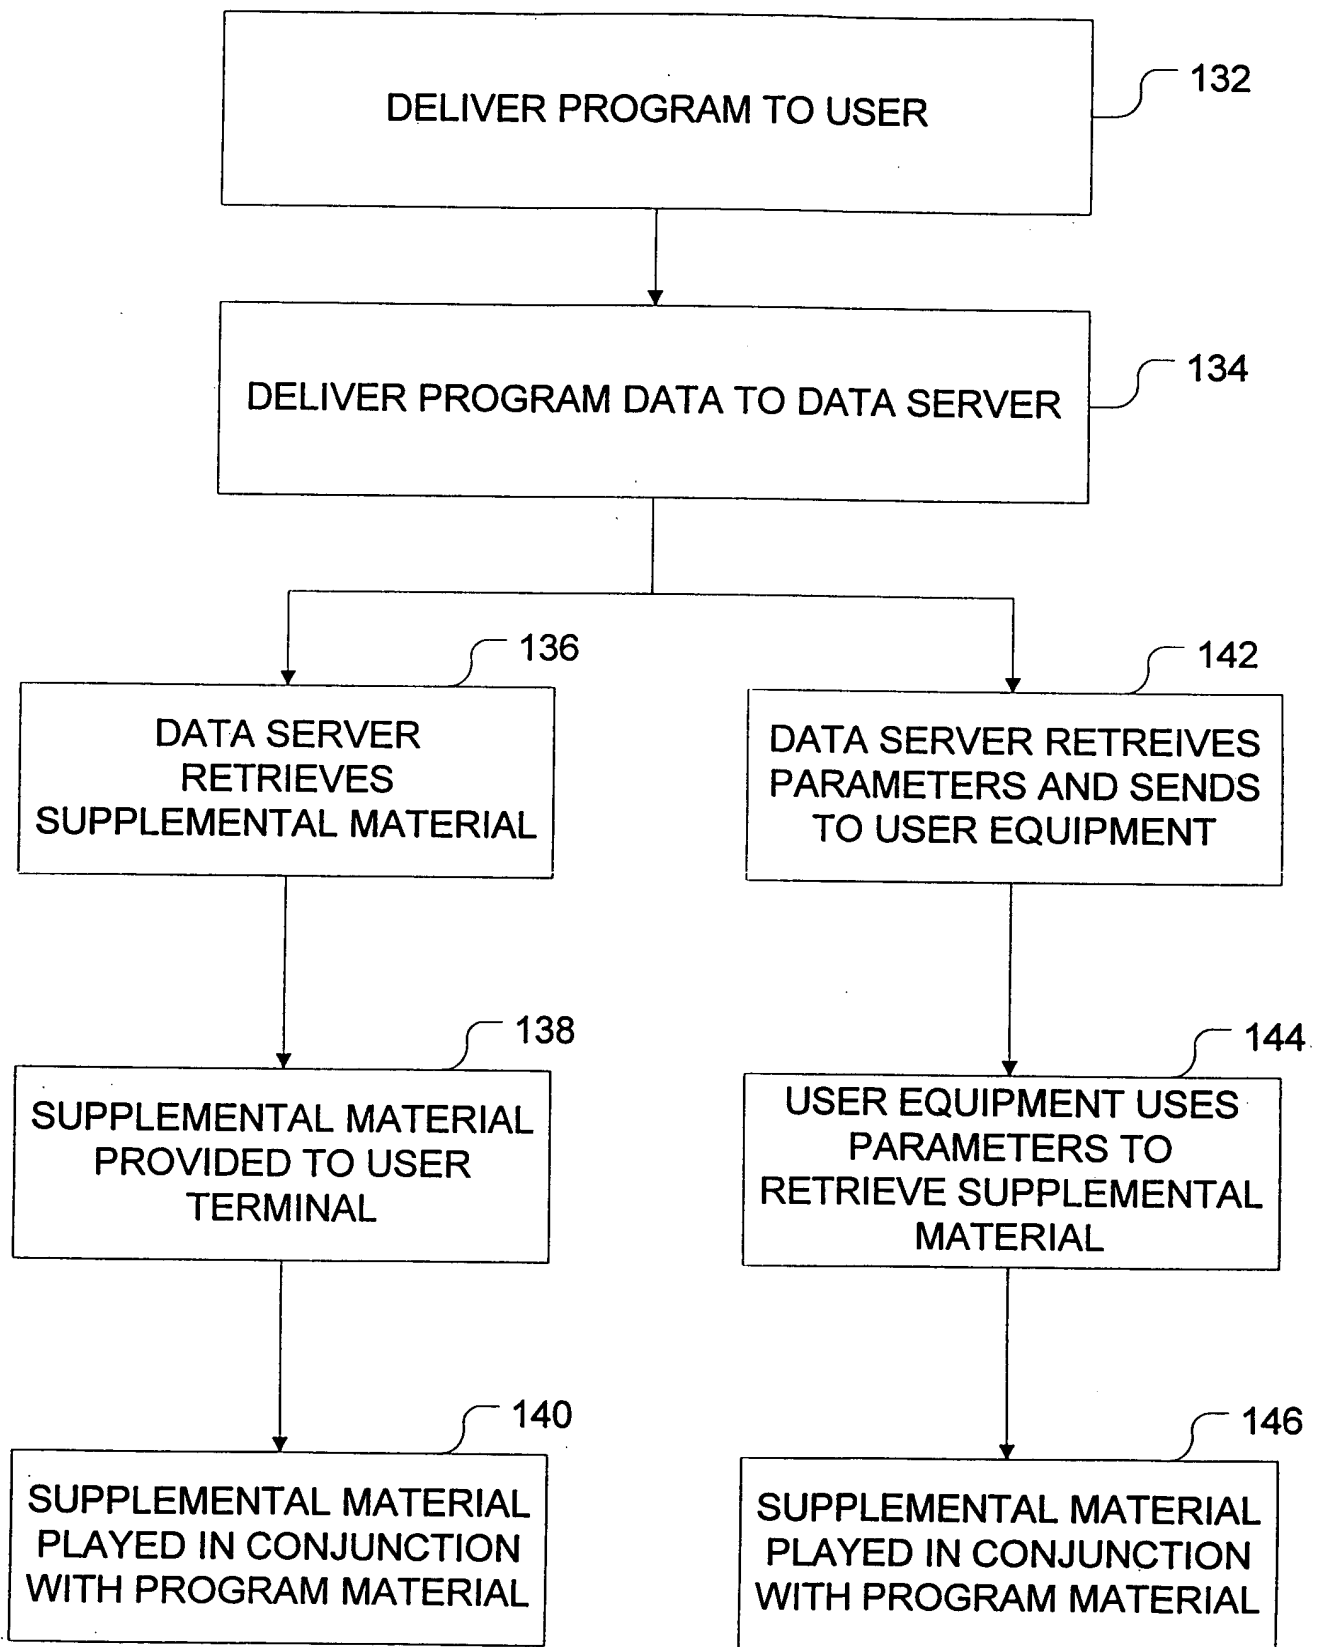 DELIVER PROGRAM TO USER
132
DELIVER PROGRAM DATA TO DATA SERVER
134
136
DATA SERVER
RETRIEVES
SUPPLEMENTAL MATERIAL
142
DATA SERVER RETREIVES
PARAMETERS AND SENDS
TO USER EQUIPMENT
138
SUPPLEMENTAL MATERIAL
PROVIDED TO USER
TERMINAL
144
USER EQUIPMENT USES
PARAMETERS TO
RETRIEVE SUPPLEMENTAL
MATERIAL
140
SUPPLEMENTAL MATERIAL
PLAYED IN CONJUNCTION
WITH PROGRAM MATERIAL
146
SUPPLEMENTAL MATERIAL
PLAYED IN CONJUNCTION
WITH PROGRAM MATERIAL